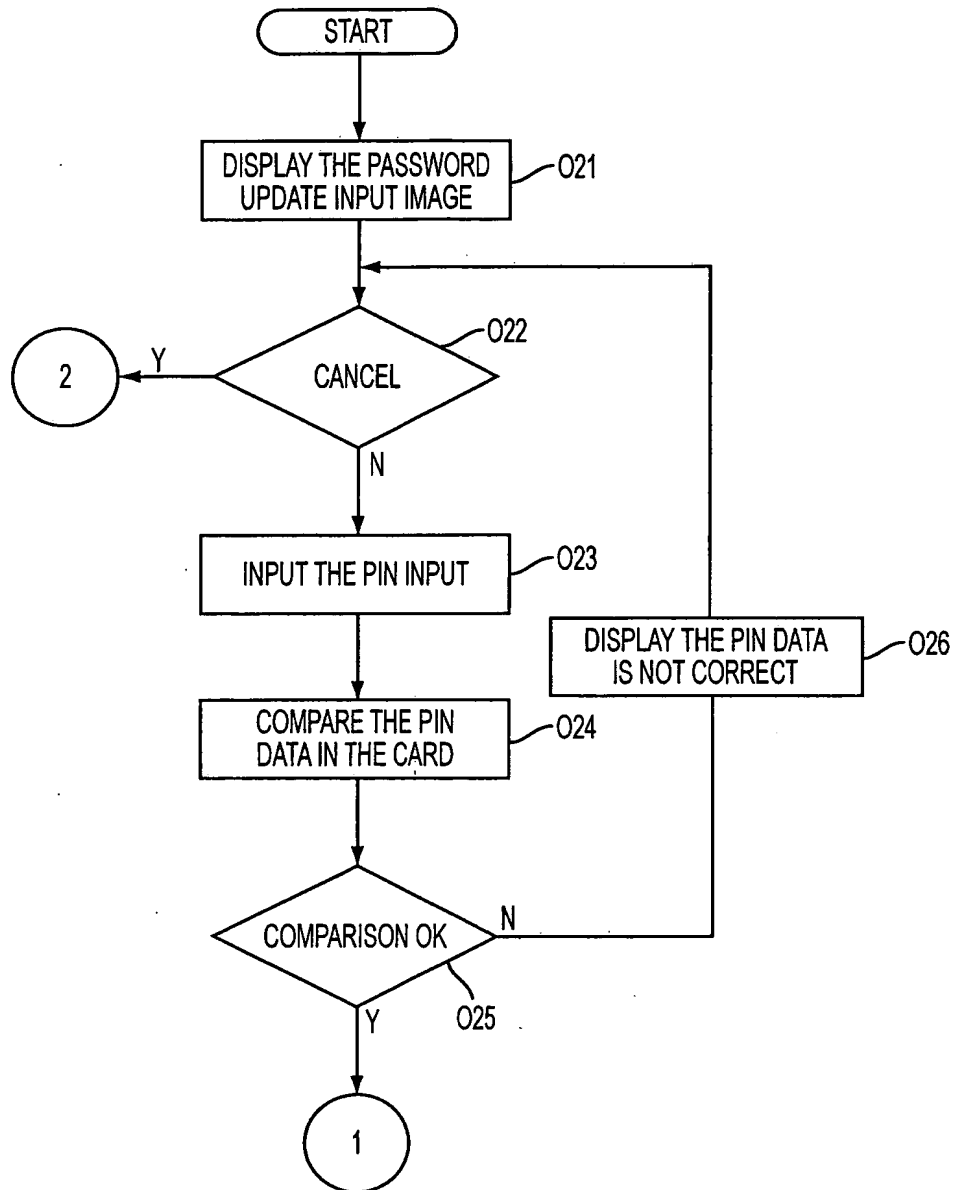 START
DISPLAY THE PASSWORD
UPDATE INPUT IMAGE
O21
O22
CANCEL
Y
2
N
INPUT THE PIN INPUT
O23
DISPLAY THE PIN DATA
IS NOT CORRECT
O26
COMPARE THE PIN
DATA IN THE CARD
O24
COMPARISON OK
N
O25
Y
1